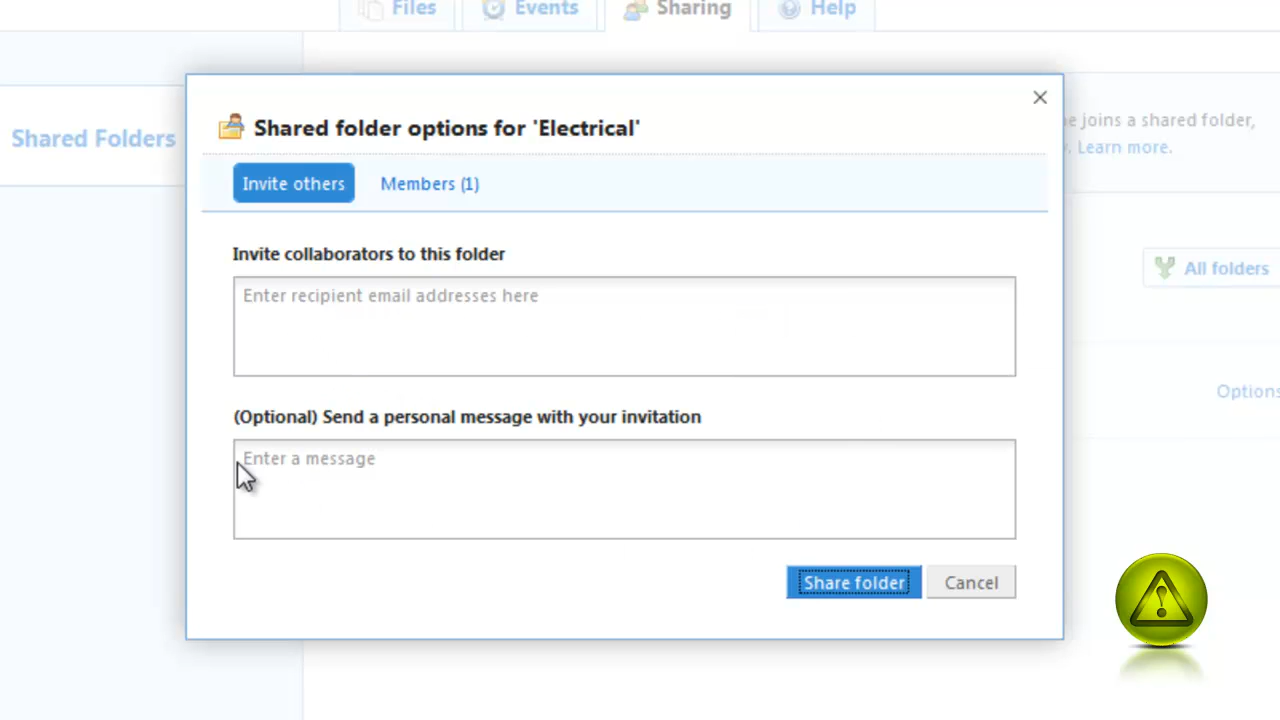 Files Events Sharing Help
Shared folder options for 'Electrical'
Shared Folders
joins a shared folder,
Learn more.
Invite others Members (1)
Invite collaborators to this folder
Enter recipient email addresses here
All folders
Options
(Optional) Send a personal message with your invitation
Enter a message
Share folder Cancel